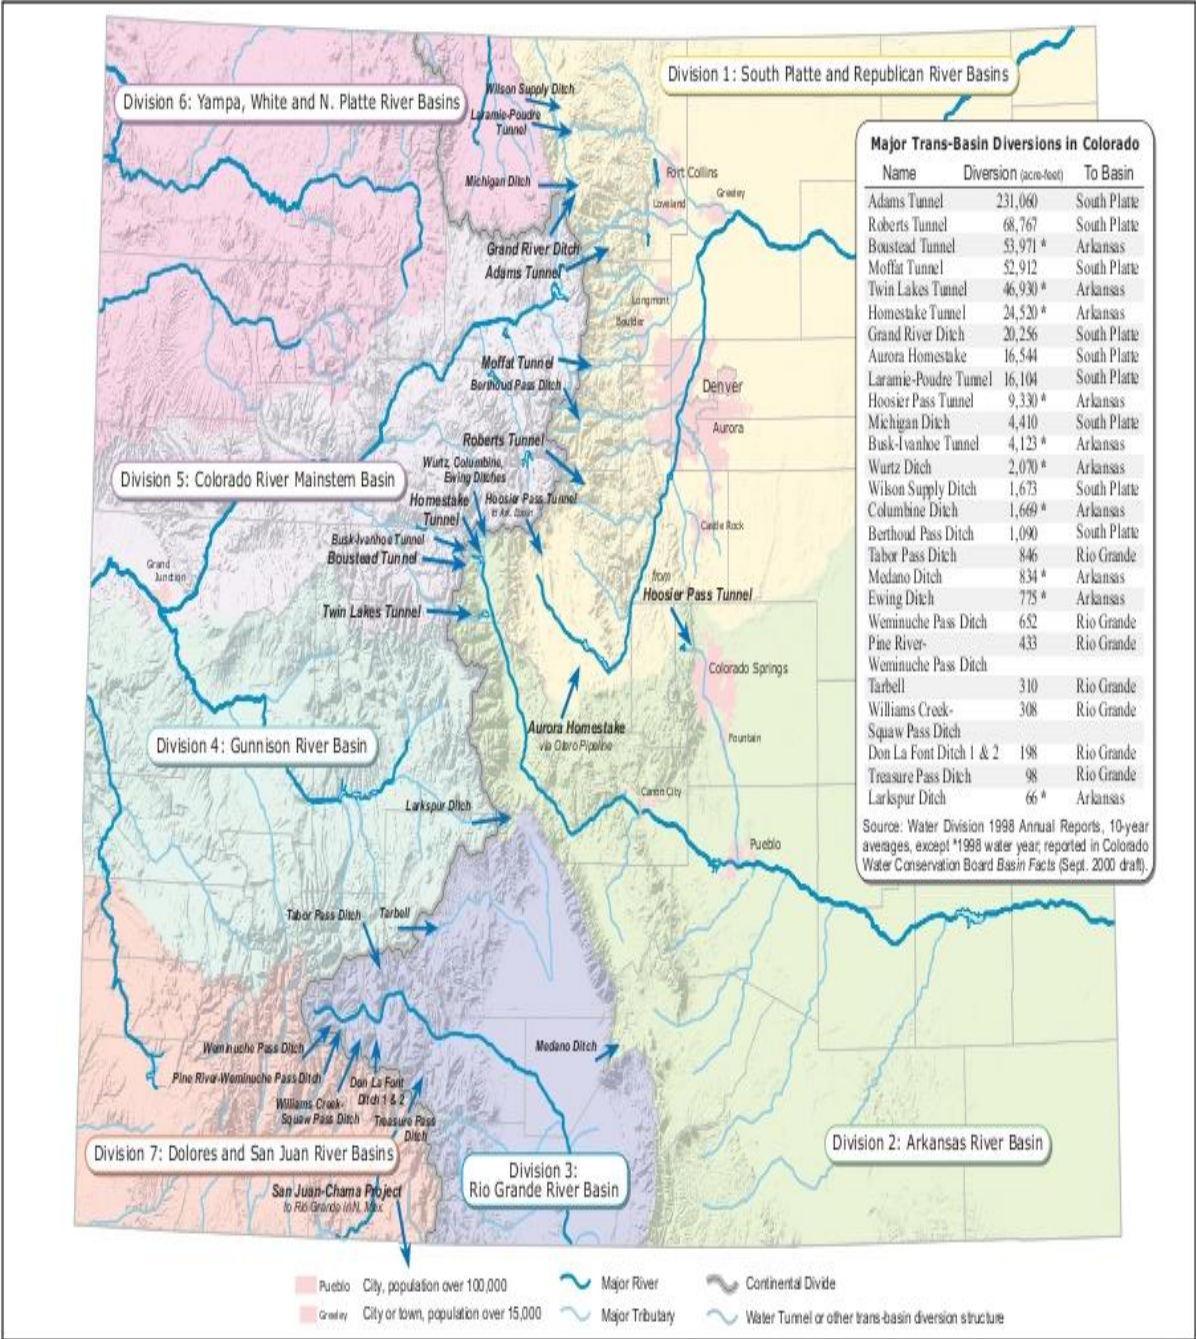 Division 6: Yampa, White and N. Platte River Basins
Division 1: South Platte and Republican River Basins
Wilson Supply Ditch
Laramie-Poudre
Tunnel
Michigan Ditch
Fort Collins
Greeley
Loveland
Grand River Ditch
Adams Tunnel
Longmont
Boulder
Moffat Tunnel
Berthoud Pass Ditch
Denver
Aurora
Roberts Tunnel
Wurtz, Columbine,
Ewing Ditches
Division 5: Colorado River Mainstem Basin
Homestake
Tunnel
Hoosier Pass Tunnel
to Ark. Basin
Castle Rock
Busk-Ivanhoe Tunnel
Boustead Tunnel
Grand
Junction
from
Hoosier Pass Tunnel
Twin Lakes Tunnel
Colorado Springs
Aurora Homestake
via Otero Pipeline
Fountain
Division 4: Gunnison River Basin
Canon City
Larkspur Ditch
Pueblo
Tabor Pass Ditch
Tarbell
Weminuche Pass Ditch
Pine River-Weminuche Pass Ditch
Williams Creek-
Squaw Pass Ditch
Don La Font
Ditch 1 & 2
Treasure Pass
Ditch
Medano Ditch
Division 7: Dolores and San Juan River Basins
Division 3:
Rio Grande River Basin
Division 2: Arkansas River Basin
San Juan-Chama Project
to Rio Grande in N. Mex.
Major Trans-Basin Diversions in Colorado
Name Diversion (acre-feet) To Basin
Adams Tunnel 231,060 South Platte
Roberts Tunnel 68,767 South Platte
Boustead Tunnel 53,971 * Arkansas
Moffat Tunnel 52,912 South Platte
Twin Lakes Tunnel 46,930 * Arkansas
Homestake Tunnel 24,520 * Arkansas
Grand River Ditch 20,256 South Platte
Aurora Homestake 16,544 South Platte
Laramie-Poudre Tunnel 16,104 South Platte
Hoosier Pass Tunnel 9,330 * Arkansas
Michigan Ditch 4,410 South Platte
Busk-Ivanhoe Tunnel 4,123 * Arkansas
Wurtz Ditch 2,070 * Arkansas
Wilson Supply Ditch 1,673 South Platte
Columbine Ditch 1,669 * Arkansas
Berthoud Pass Ditch 1,090 South Platte
Tabor Pass Ditch 846 Rio Grande
Medano Ditch 834 * Arkansas
Ewing Ditch 775 * Arkansas
Weminuche Pass Ditch 652 Rio Grande
Pine River- 433 Rio Grande
Weminuche Pass Ditch
Tarbell 310 Rio Grande
Williams Creek- 308 Rio Grande
Squaw Pass Ditch
Don La Font Ditch 1 & 2 198 Rio Grande
Treasure Pass Ditch 98 Rio Grande
Larkspur Ditch 66 * Arkansas
Source: Water Division 1998 Annual Reports, 10-year
averages, except *1998 water year, reported in Colorado
Water Conservation Board Basin Facts (Sept. 2000 draft).
Pueblo City, population over 100,000
Major River
Continental Divide
Greeley City or town, population over 15,000
Major Tributary
Water Tunnel or other trans-basin diversion structure